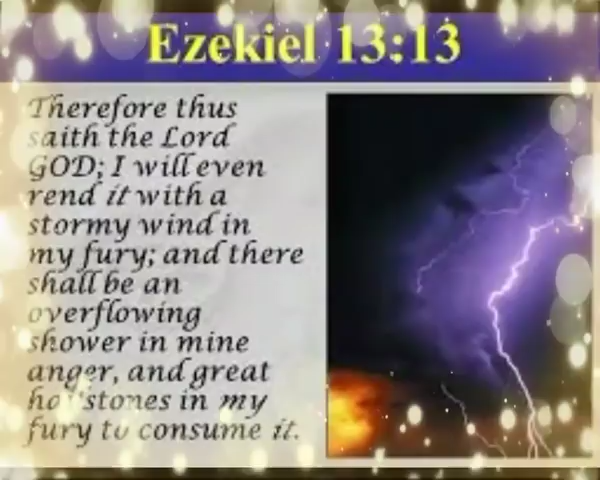 Ezekiel 13:13
Therefore thus
saith the Lord
GOD; I will even
rend it with a
stormy wind in
my fury; and there
shall be an
overflowing
shower in mine
anger, and great
hailstones in my
fury to consume it.